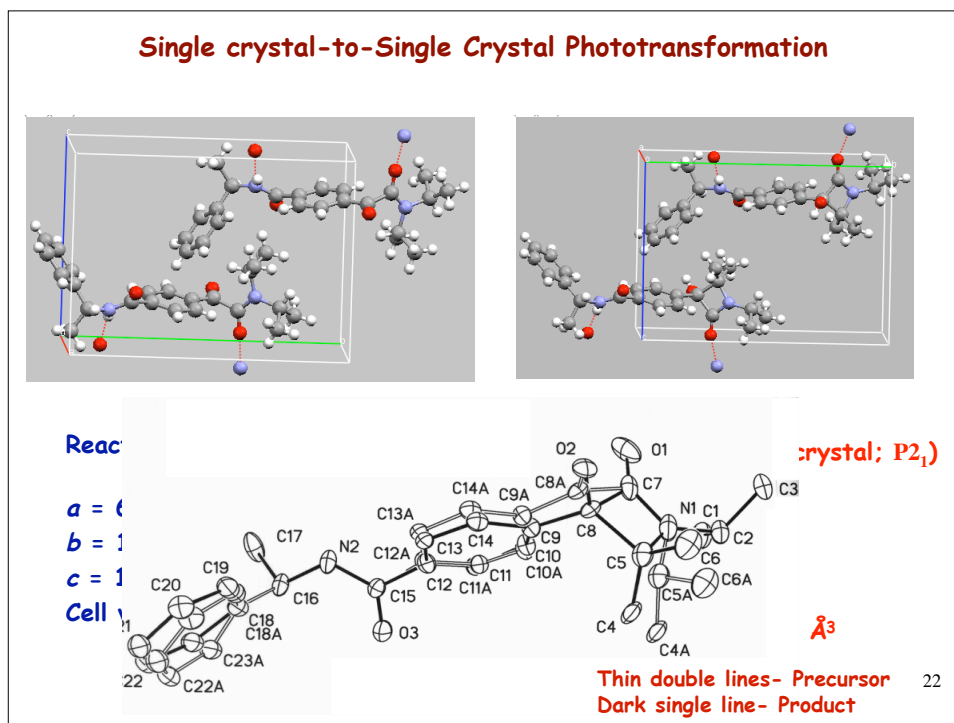 Single crystal-to-Single Crystal Phototransformation
crystal; P2₁)
a =
b = 1
c = 1
Cell
Å³
O2
O1
C8A
C7
C3
C14A
C9A
N1
C1
C13A
C8
C2
C17
N2
C13
C14
C9
C6
C12A
C10
C5
C19
C10A
C6A
C20
C12
C11
C5A
C16
C15
C11A
C18
C4
C18A
O3
C4A
C23A
C22
C22A
Thin double lines- Precursor
22
Dark single line- Product